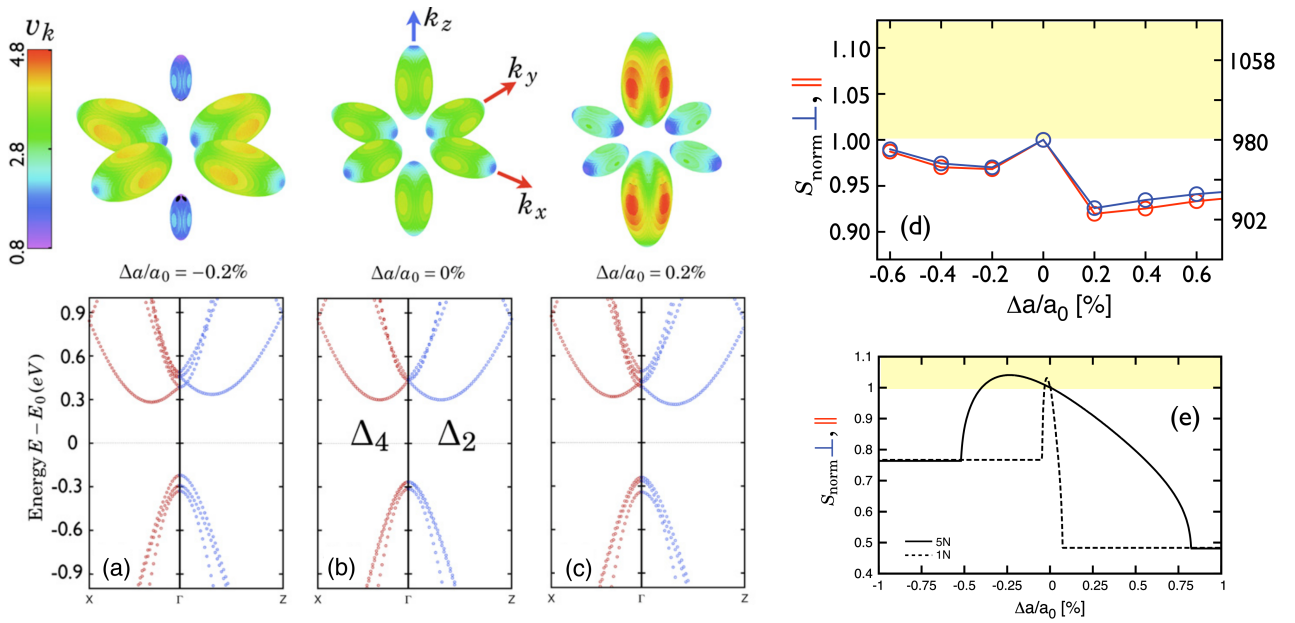 v_k
4.8
2.8
0.8
k_z
k_y
k_x
Δa/a_0 = −0.2%
Δa/a_0 = 0%
Δa/a_0 = 0.2%
Energy E − E_0 (eV)
0.9
0.6
0.3
0
-0.3
-0.6
-0.9
(a)
X Γ Z
Δ_4 Δ_2
(b)
X Γ Z
(c)
X Γ Z
S_norm ⊥, ||
1.10
1.05
1.00
0.95
0.90
1058
980
902
(d)
-0.6 -0.4 -0.2 0 0.2 0.4 0.6
Δa/a_0 [%]
S_norm ⊥, ||
1.1
1
0.9
0.8
0.7
0.6
0.5
0.4
(e)
5N
1N
-1 -0.75 -0.5 -0.25 0 0.25 0.5 0.75 1
Δa/a_0 [%]